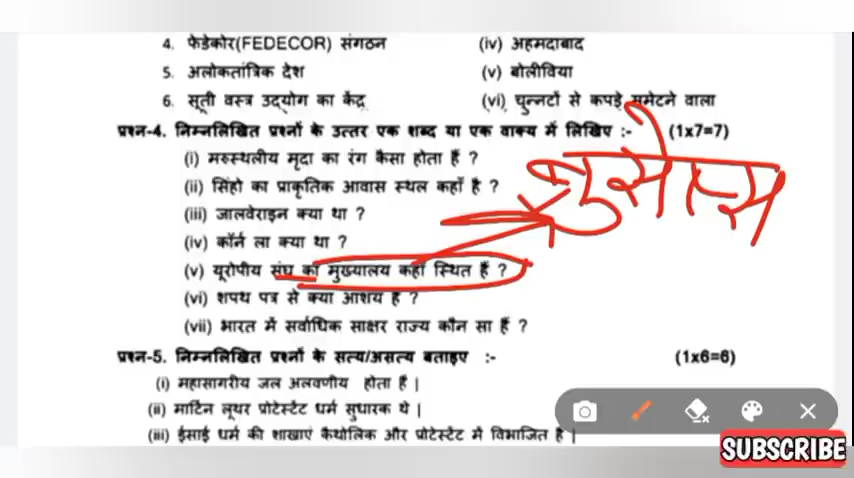 4. फेडेकोर(FEDECOR) संगठन (iv) अहमदाबाद
5. अलोकतांत्रिक देश (v) बोलीविया
6. सूती वस्त्र उद्योग का केंद्र (vi) चुन्नटों से कपड़े समेटने वाला
प्रश्न-4. निम्नलिखित प्रश्नों के उत्तर एक शब्द या एक वाक्य में लिखिए :- (1x7=7)
(i) मरुस्थलीय मृदा का रंग कैसा होता हैं ?
(ii) सिंहो का प्राकृतिक आवास स्थल कहाँ है ?
(iii) जालवेराइन क्या था ?
(iv) कॉर्न ला क्या था ?
(v) यूरोपीय संघ का मुख्यालय कहाँ स्थित हैं ?
(vi) शपथ पत्र से क्या आशय है ?
(vii) भारत में सर्वाधिक साक्षर राज्य कौन सा हैं ?
प्रश्न-5. निम्नलिखित प्रश्नों के सत्य/असत्य बताइए :- (1x6=6)
(i) महासागरीय जल अलवणीय होता हैं |
(ii) मार्टिन लूथर प्रोटेस्टेंट धर्म सुधारक थे |
(iii) ईसाई धर्म की शाखाएं कैथोलिक और प्रोटेस्टेंट में विभाजित है |
SUBSCRIBE